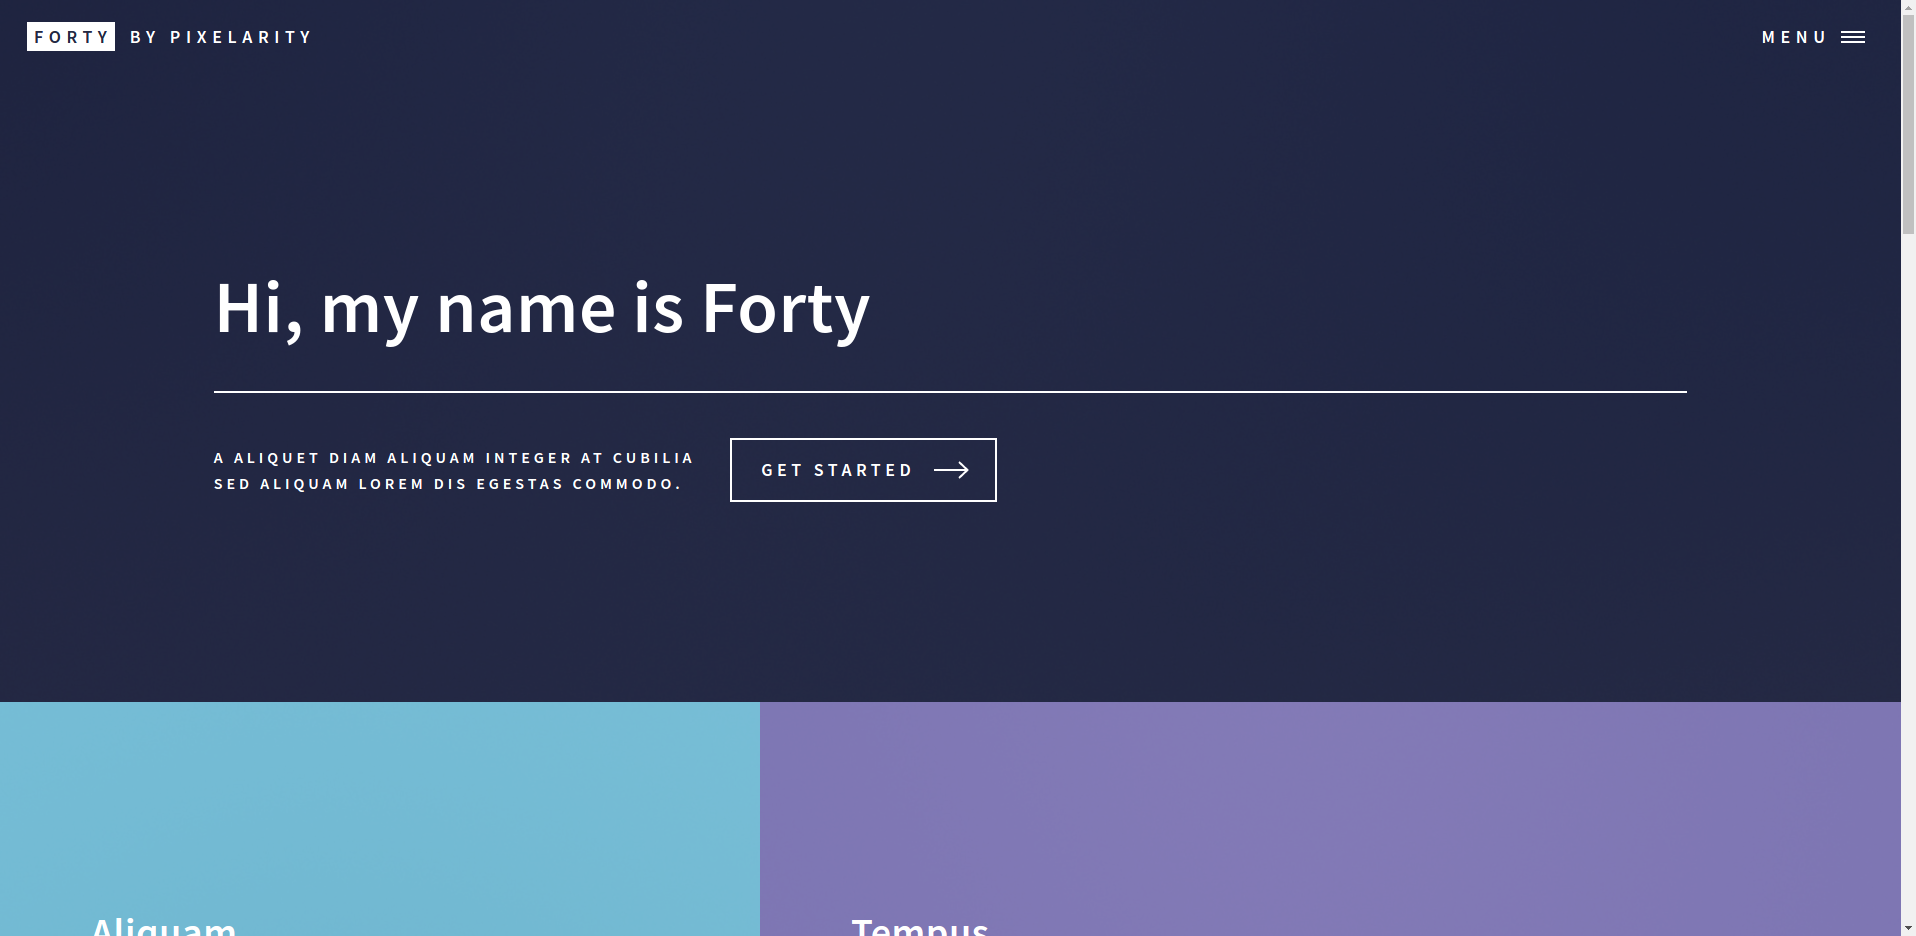 FORTY BY PIXELARITY
MENU
Hi, my name is Forty
A ALIQUET DIAM ALIQUAM INTEGER AT CUBILIA
SED ALIQUAM LOREM DIS EGESTAS COMMODO.
GET STARTED
Aliquam
Tempus